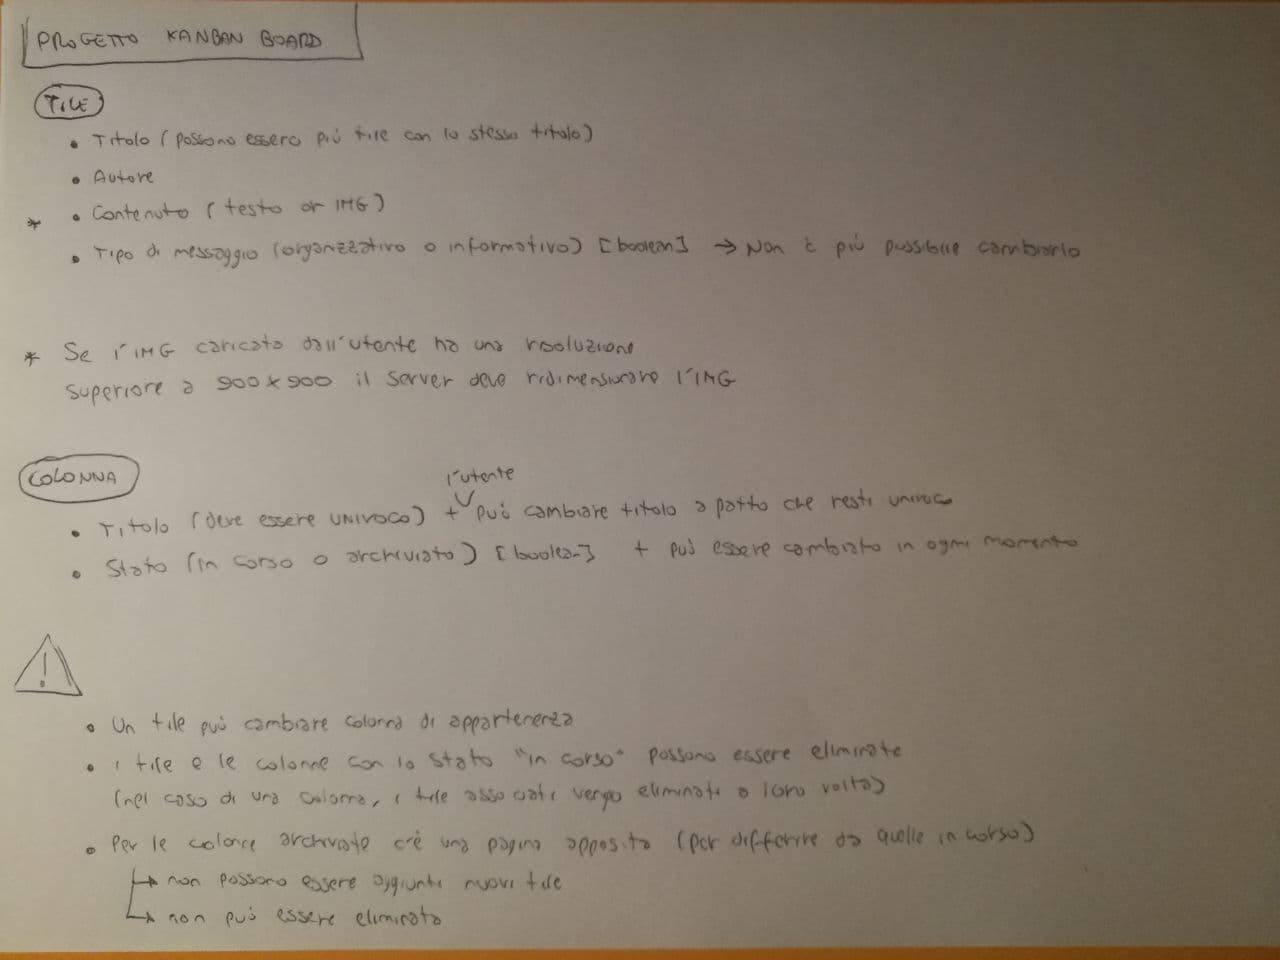 PROGETTO KANBAN BOARD
TILE
• Titolo (possono essere più tile con lo stesso titolo)
• Autore
* • Contenuto (testo or IMG)
• Tipo di messaggio (organizzativo o informativo) [boolean] → Non è più possibile cambiarlo
* Se l'IMG caricata dall'utente ha una risoluzione
superiore a 900x900 il server deve ridimensionare l'IMG
COLONNA
l'utente
• Titolo (deve essere UNIVOCO) + può cambiare titolo a patto che resti univoco
• Stato (in corso o archiviato) [boolean] + può essere cambiato in ogni momento
!
• Un tile può cambiare colonna di appartenenza
• i tile e le colonne con lo stato "in corso" possono essere eliminate
(nel caso di una colonna, i tile associati vengo eliminati a loro volta)
• Per le colonne archiviate c'è una pagina apposita (per differire da quelle in corso)
↳ non possono essere aggiunti nuovi tile
↳ non può essere eliminata